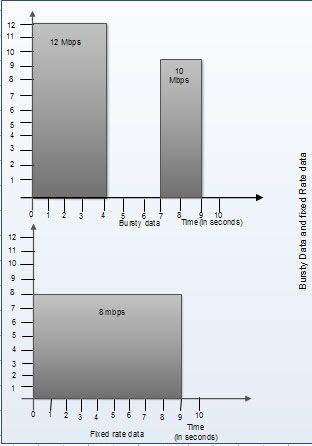 12
11
10
9
8
7
6
5
4
3
2
1
12 Mbps
10
Mbps
0 1 2 3 4 5 6 7 8 9 10
Bursty data
Time (in seconds)
12
11
10
9
8
7
6
5
4
3
2
1
8 mbps
0 1 2 3 4 5 6 7 8 9 10
Fixed rate data
Time
(in seconds)
Bursty Data and fixed Rate data